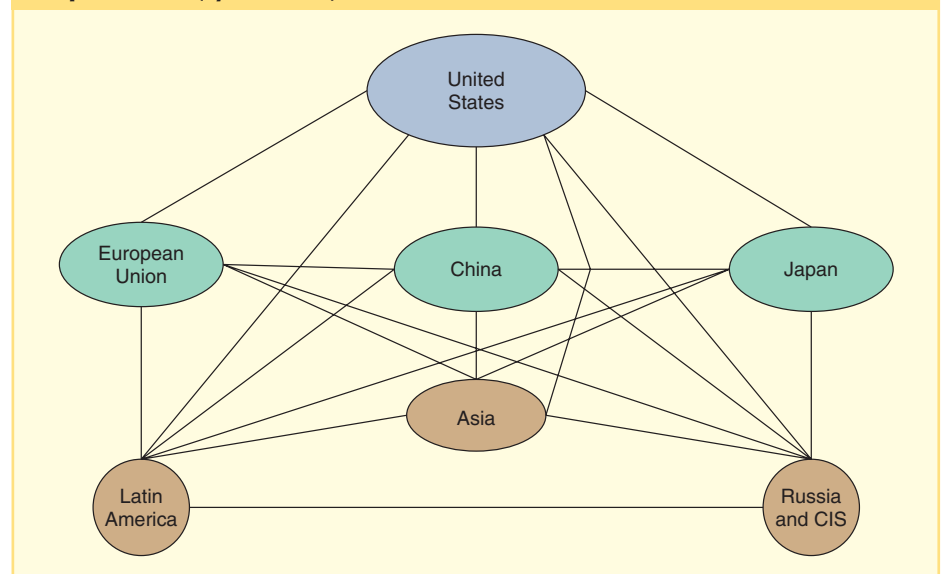 United
States
European
Union
China
Japan
Asia
Latin
America
Russia
and CIS